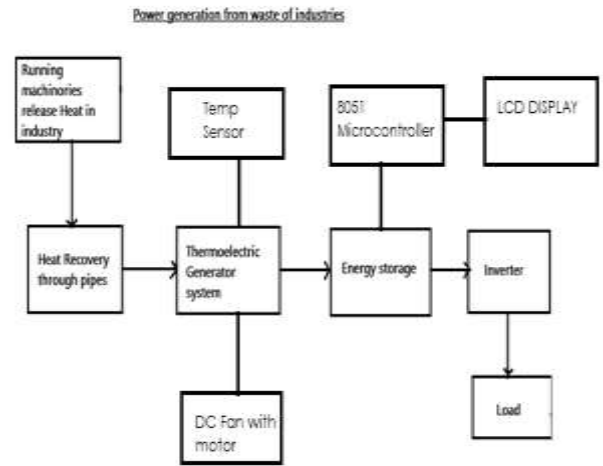 Power generation from waste of industries
Running
machinories
release Heat in
industry
Temp
Sensor
8051
Microcontroller
LCD DISPLAY
Heat Recovery
through pipes
Thermoelectric
Generator
system
Energy storage
Inverter
DC Fan with
motor
Load